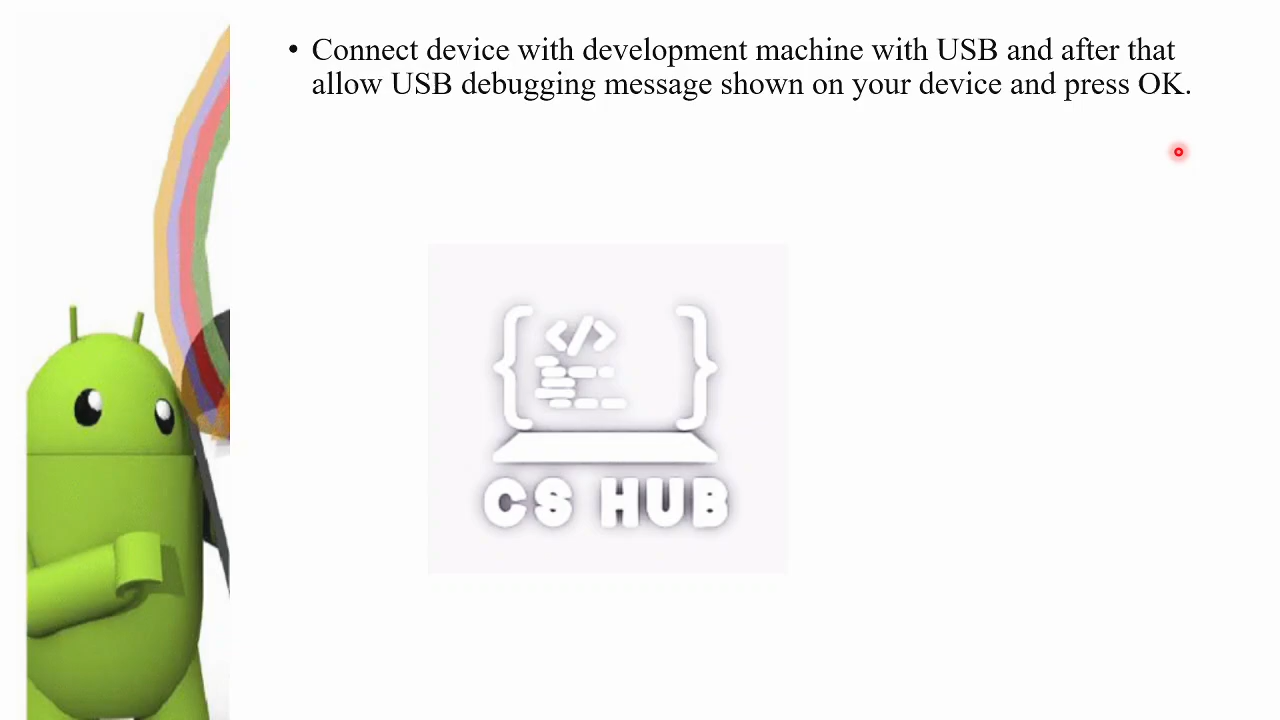 • Connect device with development machine with USB and after that
allow USB debugging message shown on your device and press OK.
{ </> }
CS HUB